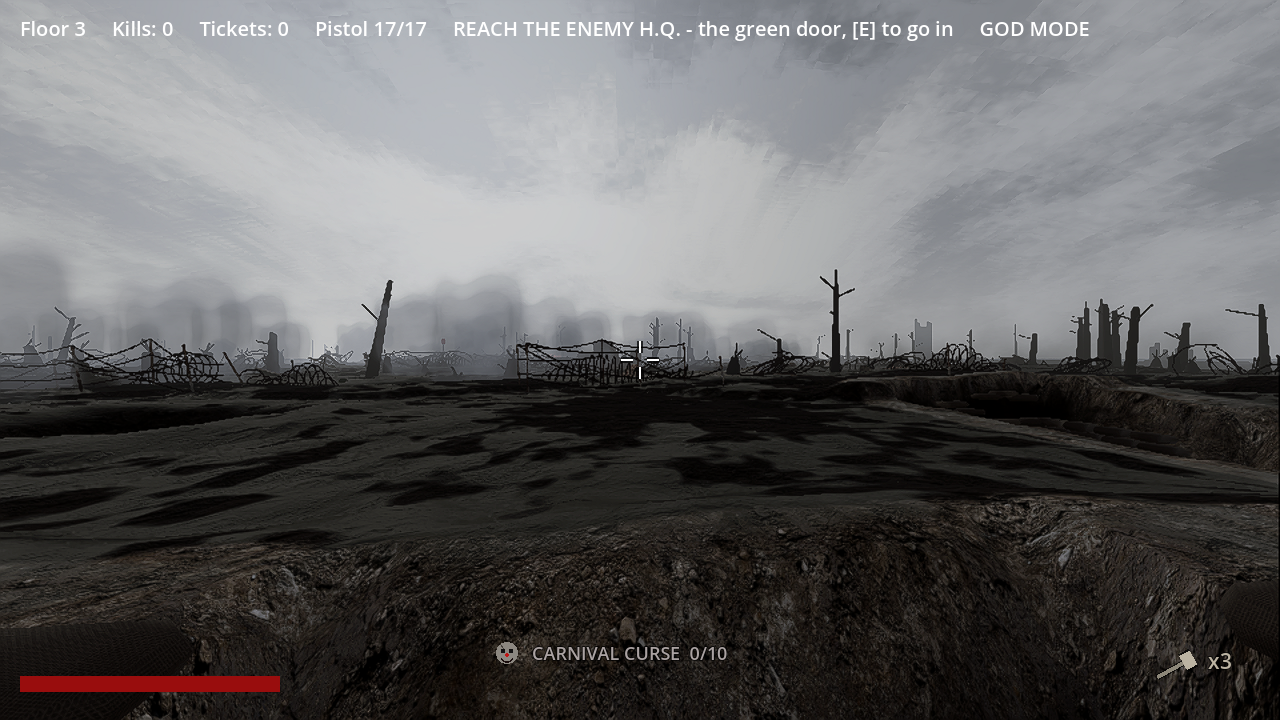 Floor 3 Kills: 0 Tickets: 0 Pistol 17/17 REACH THE ENEMY H.Q. - the green door, [E] to go in GOD MODE
CARNIVAL CURSE 0/10
x3